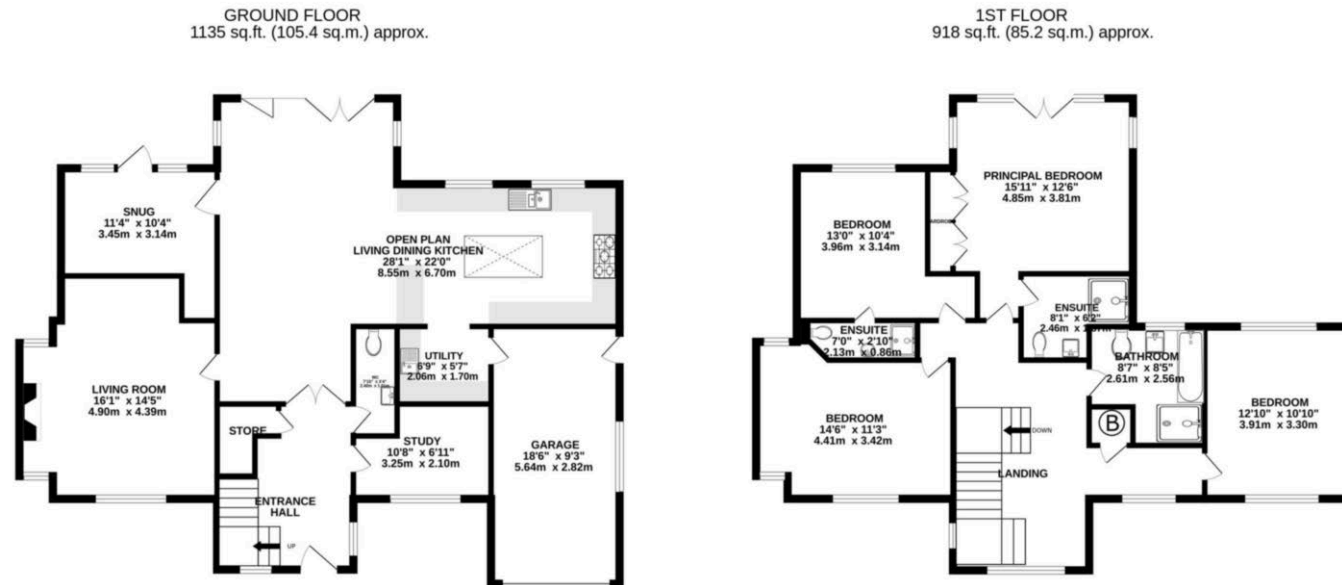 GROUND FLOOR
1135 sq.ft. (105.4 sq.m.) approx.
SNUG
11'4" x 10'4"
3.45m x 3.14m
OPEN PLAN
LIVING DINING KITCHEN
28'1" x 22'0"
8.55m x 6.70m
LIVING ROOM
16'1" x 14'5"
4.90m x 4.39m
UTILITY
6'9" x 5'7"
2.06m x 1.70m
STORE
STUDY
10'8" x 6'11"
3.25m x 2.10m
GARAGE
18'6" x 9'3"
5.64m x 2.82m
ENTRANCE
HALL
UP
1ST FLOOR
918 sq.ft. (85.2 sq.m.) approx.
PRINCIPAL BEDROOM
15'11" x 12'6"
4.85m x 3.81m
BEDROOM
13'0" x 10'4"
3.96m x 3.14m
ENSUITE
8'1" x 6'2"
2.46m x
ENSUITE
7'0" x 2'10"
2.13m x 0.86m
BATHROOM
8'7" x 8'5"
2.61m x 2.56m
BEDROOM
14'6" x 11'3"
4.41m x 3.42m
BEDROOM
12'10" x 10'10"
3.91m x 3.30m
B
DOWN
LANDING